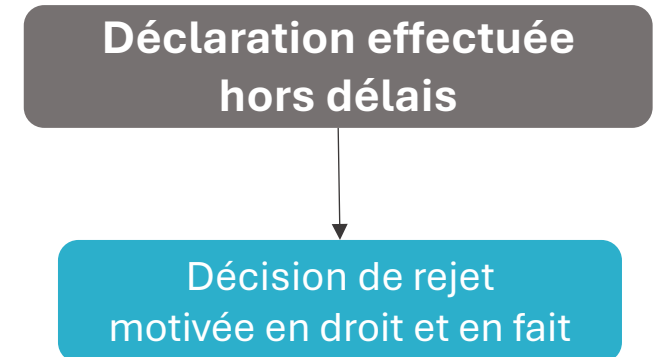 Déclaration effectuée
hors délais
Décision de rejet
motivée en droit et en fait